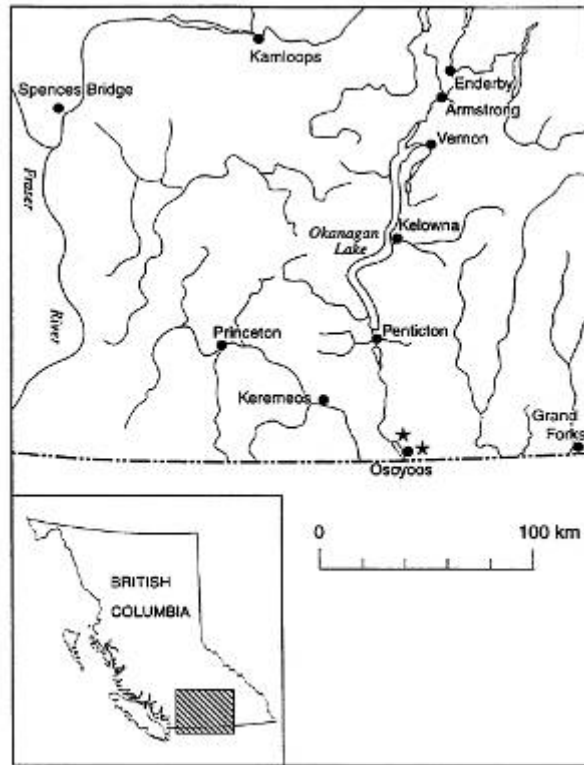 Kamloops
Enderby
Spences Bridge
Armstrong
Vernon
Fraser
Okanagan
Lake
Kelowna
River
Princeton
Penticton
Keremeos
Grand
Forks
Osoyoos
0 100 km
BRITISH
COLUMBIA